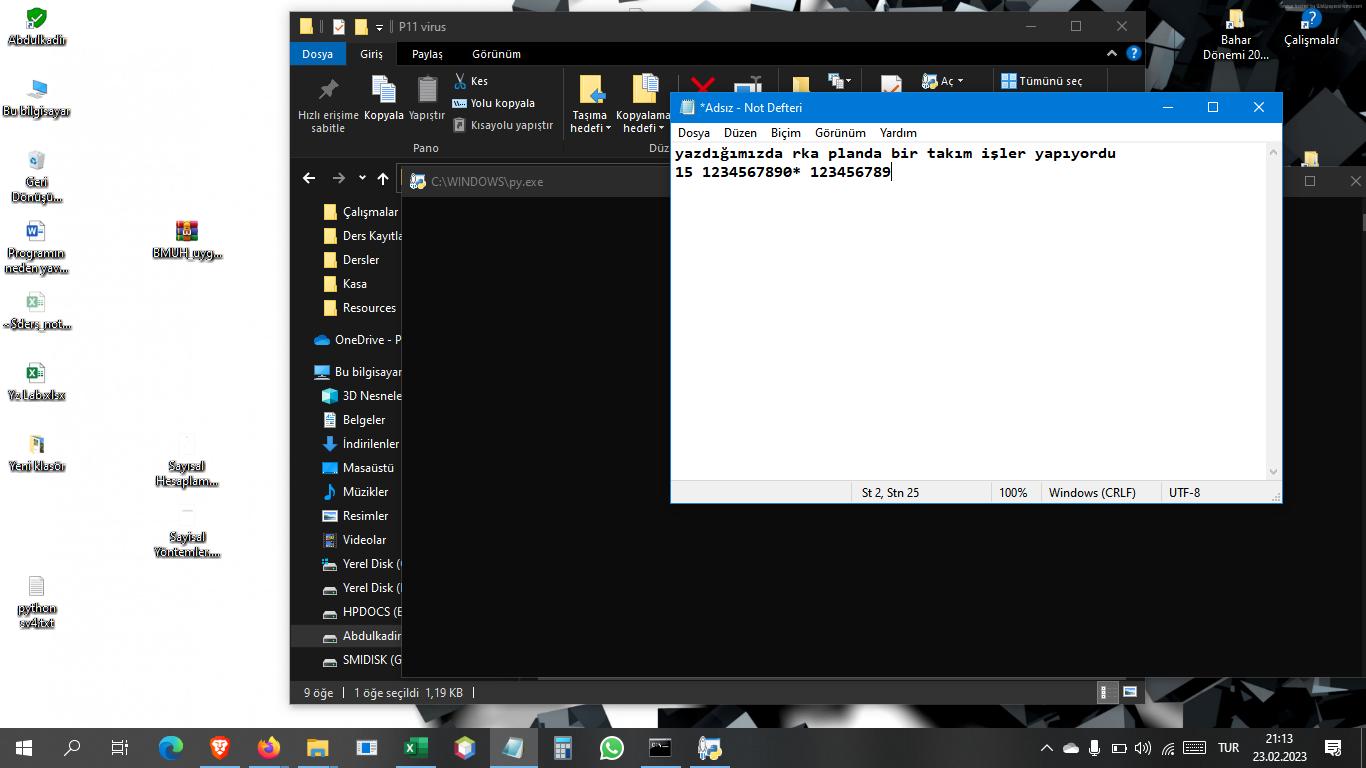 Abdulkadir
Bu bilgisayar
Geri
Dönüşü...
Programın
neden yav...
~$ders_not...
Yz Lab.xlsx
Yeni klasör
python
sv4.txt
BMUH_uyg...
Sayısal
Hesaplam...
Sayisal
Yöntemler....
P11 virus
Dosya Giriş Paylaş Görünüm
Hızlı erişime
sabitle
Kopyala
Yapıştır
Kes
Yolu kopyala
Kısayolu yapıştır
Pano
Taşıma
hedefi
Kopyalama
hedefi
Düz
Aç
Tümünü seç
C:\WINDOWS\py.exe
Çalışmalar
Ders Kayıtla
Dersler
Kasa
Resources
OneDrive - P
Bu bilgisayar
3D Nesnele
Belgeler
İndirilenler
Masaüstü
Müzikler
Resimler
Videolar
Yerel Disk (
Yerel Disk (
HPDOCS (E
Abdulkadir
SMIDISK (G
9 öğe 1 öğe seçildi 1,19 KB
*Adsız - Not Defteri
Dosya Düzen Biçim Görünüm Yardım
yazdığımızda rka planda bir takım işler yapıyordu
15 1234567890* 123456789
St 2, Stn 25 100% Windows (CRLF) UTF-8
Bahar
Dönemi 20...
Çalışmalar
TUR
21:13
23.02.2023